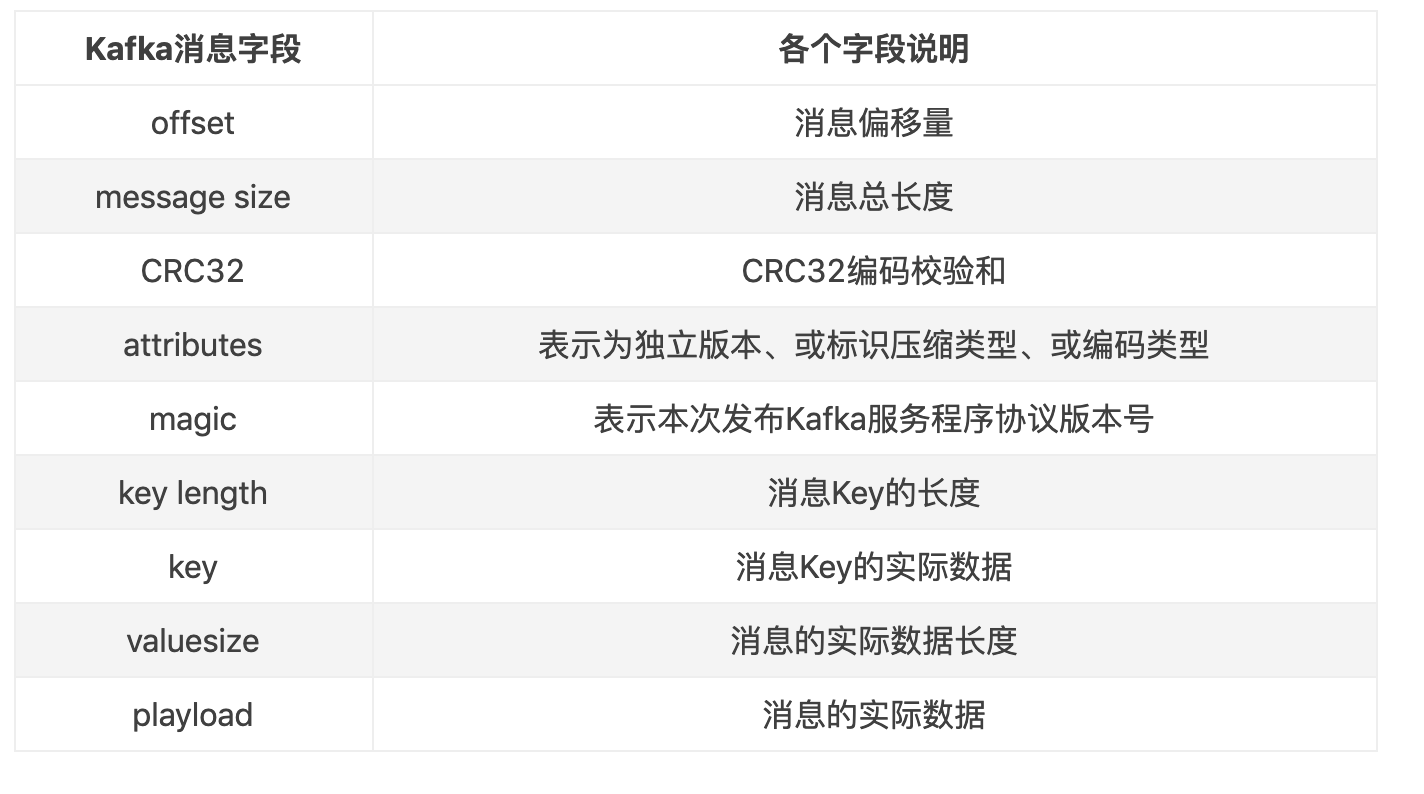 Kafka消息字段 各个字段说明
offset 消息偏移量
message size 消息总长度
CRC32 CRC32编码校验和
attributes 表示为独立版本、或标识压缩类型、或编码类型
magic 表示本次发布Kafka服务程序协议版本号
key length 消息Key的长度
key 消息Key的实际数据
valuesize 消息的实际数据长度
playload 消息的实际数据